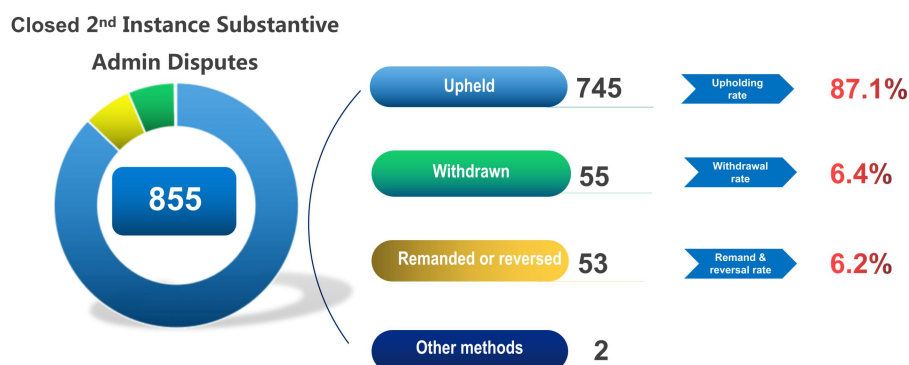 Closed 2nd Instance Substantive
Admin Disputes
855
Upheld 745 Upholding rate 87.1%
Withdrawn 55 Withdrawal rate 6.4%
Remanded or reversed 53 Remand & reversal rate 6.2%
Other methods 2